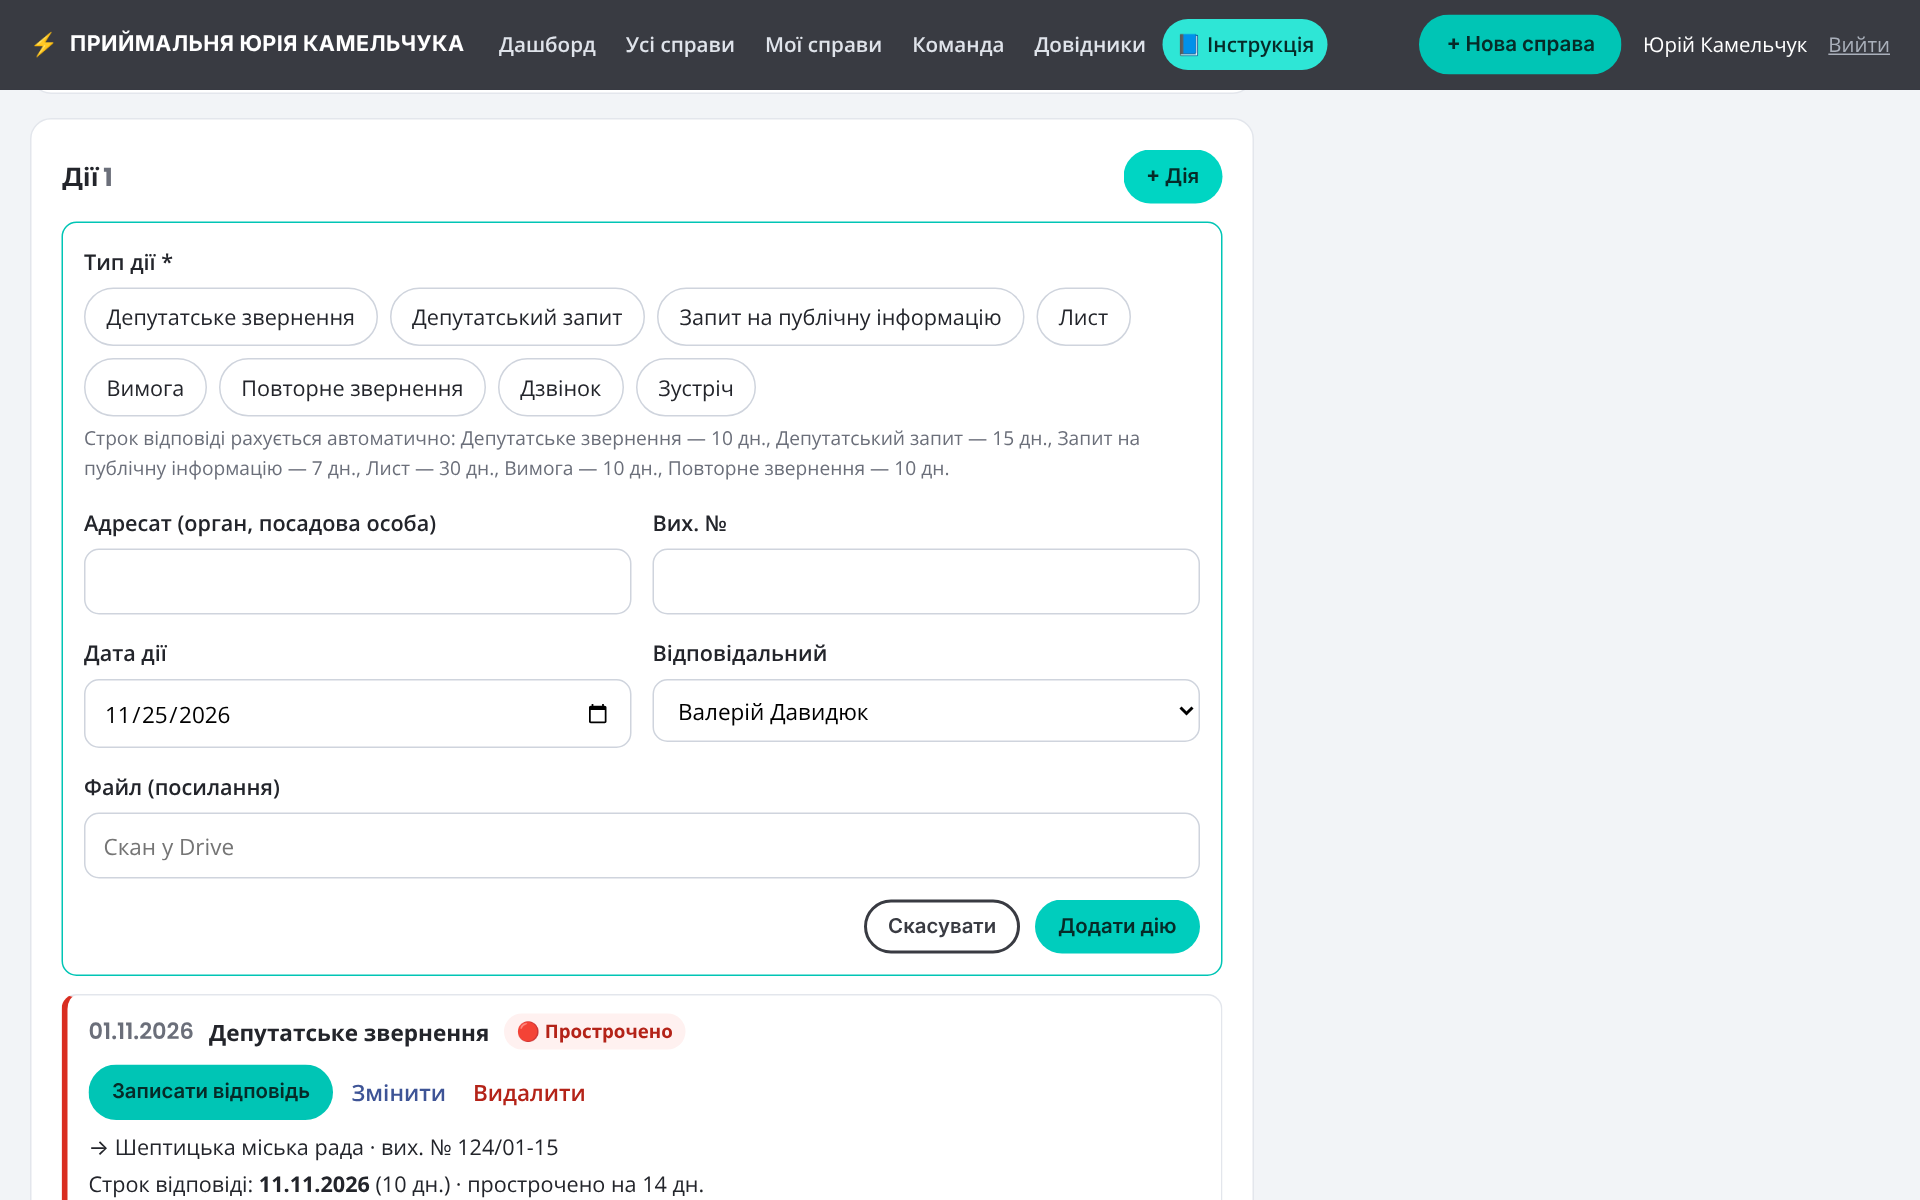 ⚡ ПРИЙМАЛЬНЯ ЮРІЯ КАМЕЛЬЧУКА Дашборд Усі справи Мої справи Команда Довідники 📘 Інструкція + Нова справа Юрій Камельчук Вийти
Дії 1 + Дія
Тип дії *
Депутатське звернення Депутатський запит Запит на публічну інформацію Лист
Вимога Повторне звернення Дзвінок Зустріч
Строк відповіді рахується автоматично: Депутатське звернення — 10 дн., Депутатський запит — 15 дн., Запит на
публічну інформацію — 7 дн., Лист — 30 дн., Вимога — 10 дн., Повторне звернення — 10 дн.
Адресат (орган, посадова особа) Вих. №
Дата дії Відповідальний
11/25/2026 Валерій Давидюк
Файл (посилання)
Скан у Drive
Скасувати Додати дію
01.11.2026 Депутатське звернення 🔴 Прострочено
Записати відповідь Змінити Видалити
→ Шептицька міська рада · вих. № 124/01-15
Строк відповіді: 11.11.2026 (10 дн.) · прострочено на 14 дн.